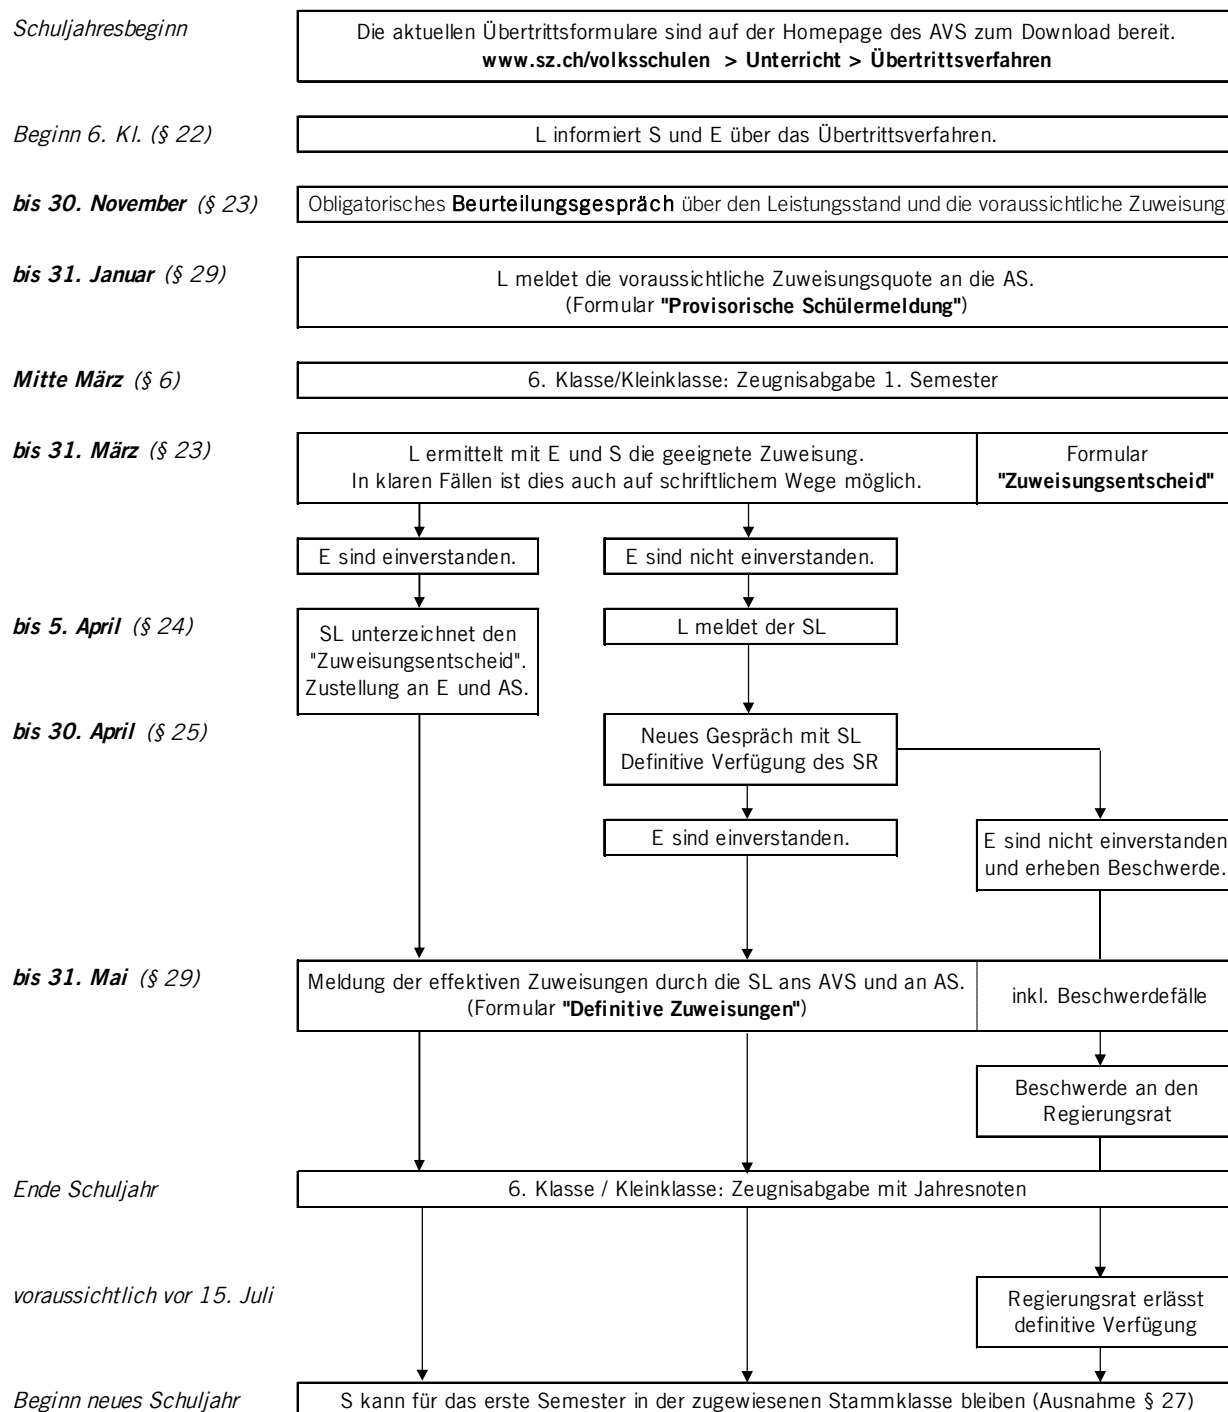 Schuljahresbeginn
Die aktuellen Übertrittsformulare sind auf der Homepage des AVS zum Download bereit.
www.sz.ch/volksschulen > Unterricht > Übertrittsverfahren
Beginn 6. Kl. (§ 22)
L informiert S und E über das Übertrittsverfahren.
bis 30. November (§ 23)
Obligatorisches Beurteilungsgespräch über den Leistungsstand und die voraussichtliche Zuweisung.
bis 31. Januar (§ 29)
L meldet die voraussichtliche Zuweisungsquote an die AS.
(Formular "Provisorische Schülermeldung")
Mitte März (§ 6)
6. Klasse/Kleinklasse: Zeugnisabgabe 1. Semester
bis 31. März (§ 23)
L ermittelt mit E und S die geeignete Zuweisung.
In klaren Fällen ist dies auch auf schriftlichem Wege möglich.
Formular
"Zuweisungsentscheid"
E sind einverstanden.
E sind nicht einverstanden.
bis 5. April (§ 24)
SL unterzeichnet den
"Zuweisungsentscheid".
Zustellung an E und AS.
L meldet der SL
bis 30. April (§ 25)
Neues Gespräch mit SL
Definitive Verfügung des SR
E sind einverstanden.
E sind nicht einverstanden
und erheben Beschwerde.
bis 31. Mai (§ 29)
Meldung der effektiven Zuweisungen durch die SL ans AVS und an AS.
(Formular "Definitive Zuweisungen")
inkl. Beschwerdefälle
Beschwerde an den
Regierungsrat
Ende Schuljahr
6. Klasse / Kleinklasse: Zeugnisabgabe mit Jahresnoten
voraussichtlich vor 15. Juli
Regierungsrat erlässt
definitive Verfügung
Beginn neues Schuljahr
S kann für das erste Semester in der zugewiesenen Stammklasse bleiben (Ausnahme § 27)